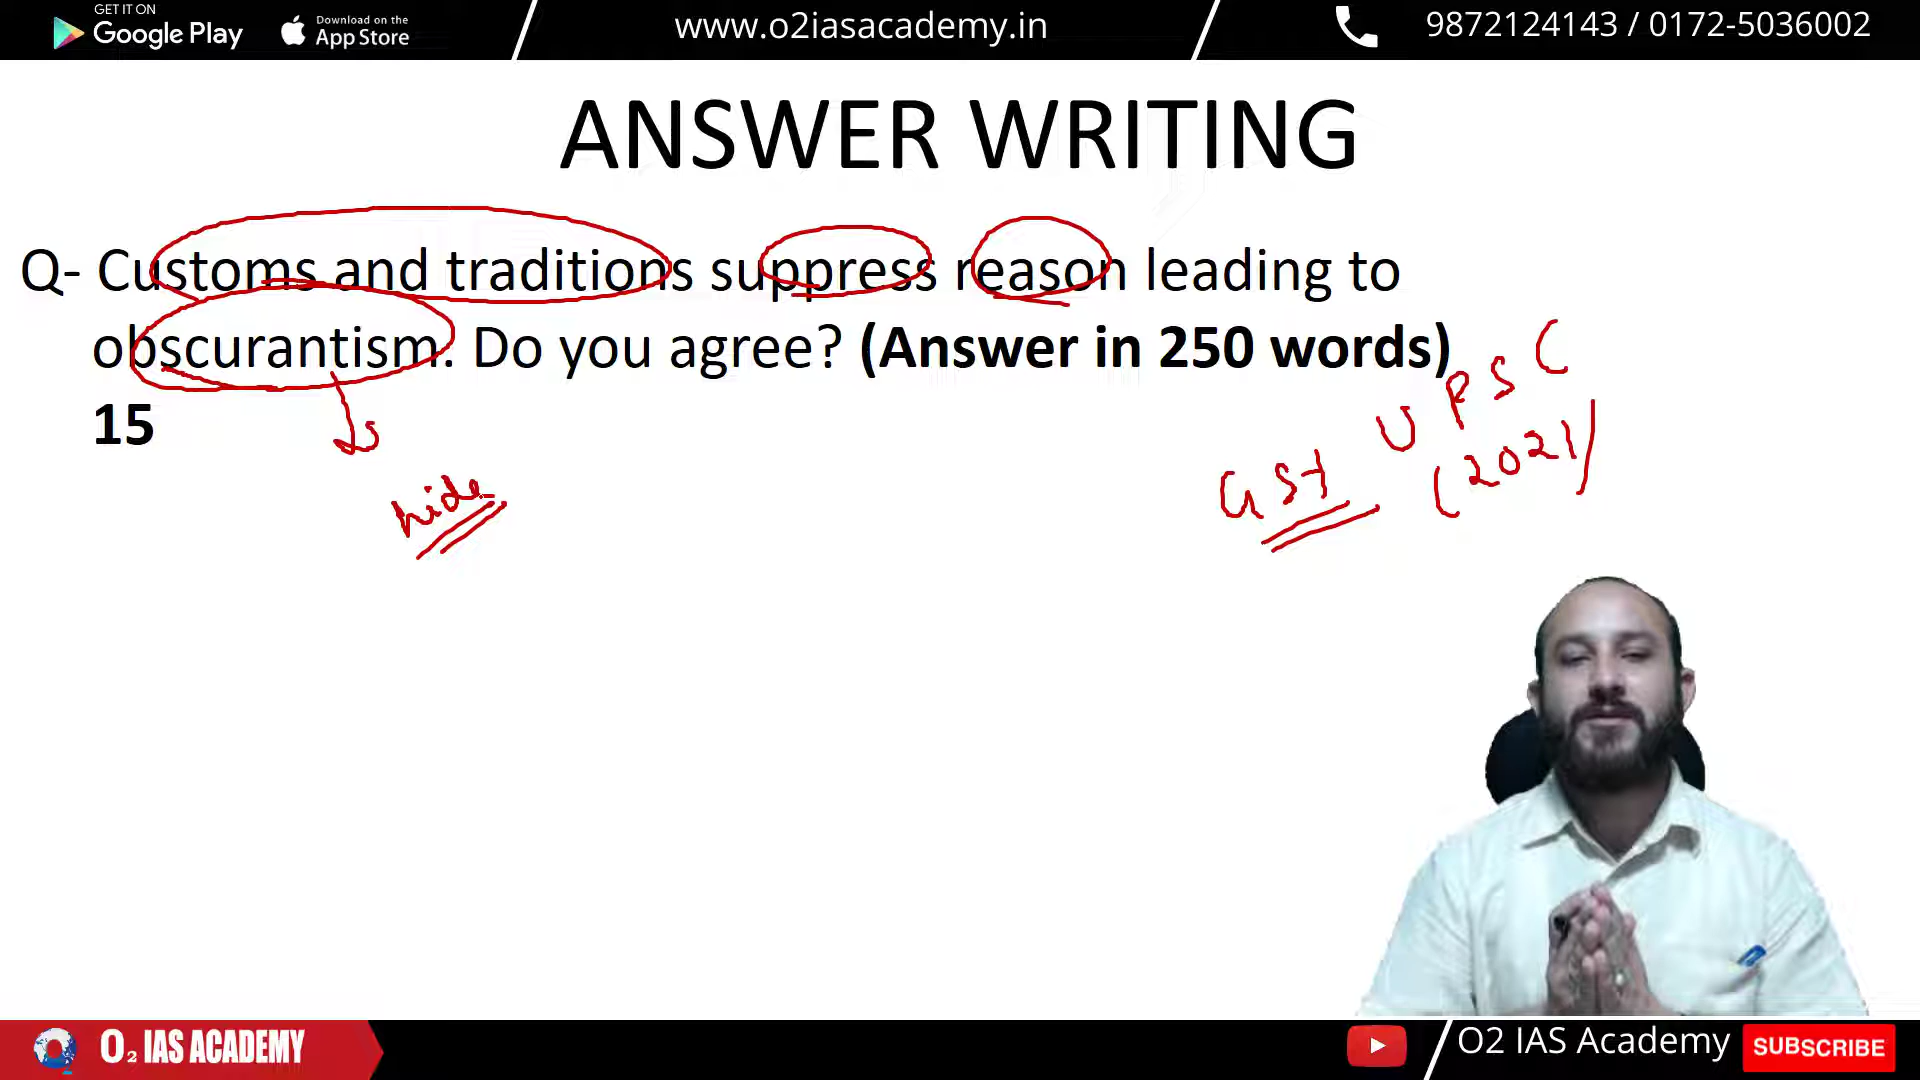 GET IT ON
Google Play
Download on the
App Store
www.o2iasacademy.in
9872124143 / 0172-5036002
ANSWER WRITING
Q- Customs and traditions suppress reason leading to
obscurantism. Do you agree? (Answer in 250 words)
15
UPSC
(2021)
GS1
hide
O2 IAS ACADEMY
O2 IAS Academy
SUBSCRIBE